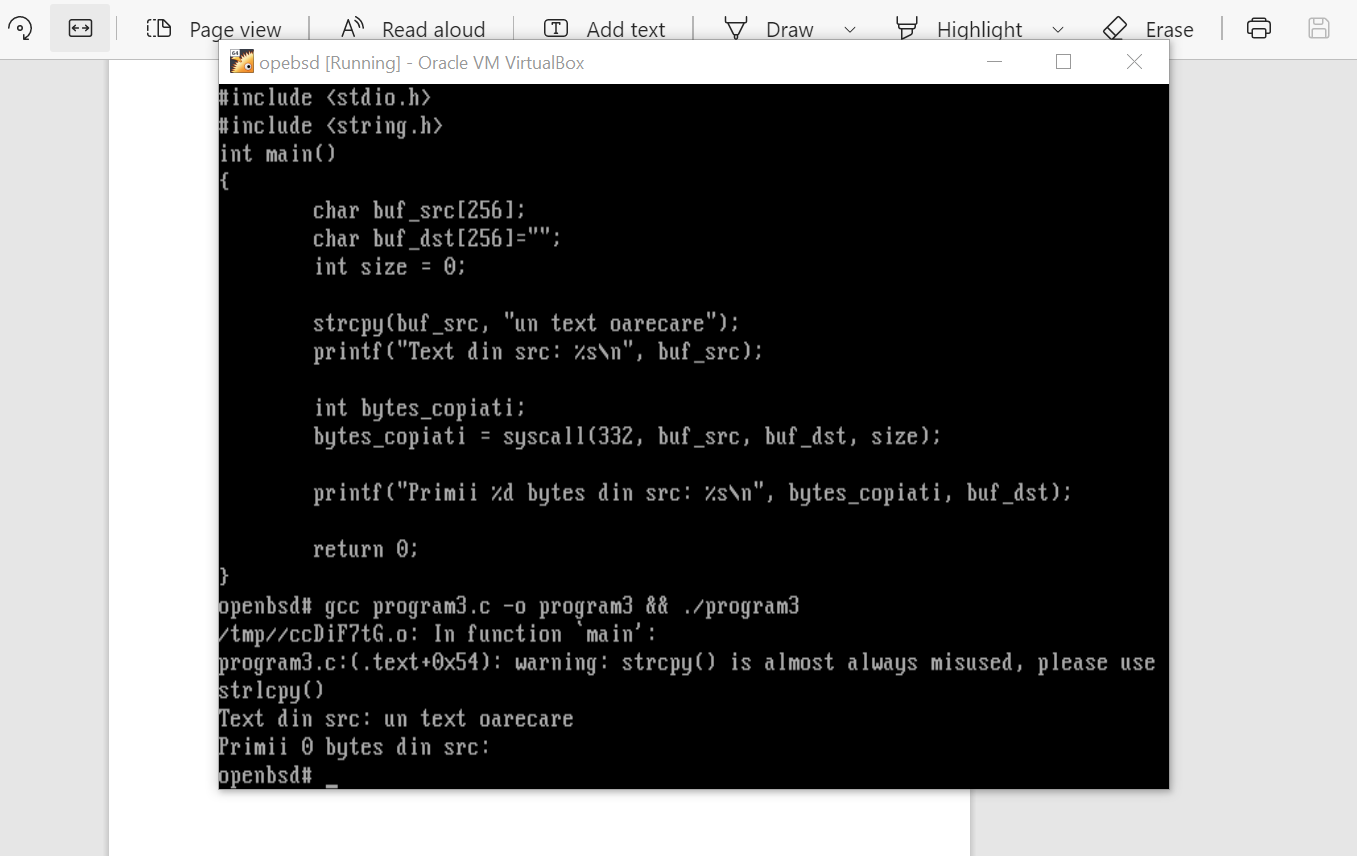 Page view
Read aloud
Add text
Draw
Highlight
Erase
opebsd [Running] - Oracle VM VirtualBox
#include <stdio.h>
#include <string.h>
int main()
{
char buf_src[256];
char buf_dst[256]="";
int size = 0;
strcpy(buf_src, "un text oarecare");
printf("Text din src: %s\n", buf_src);
int bytes_copiati;
bytes_copiati = syscall(332, buf_src, buf_dst, size);
printf("Primii %d bytes din src: %s\n", bytes_copiati, buf_dst);
return 0;
}
openbsd# gcc program3.c -o program3 && ./program3
/tmp//ccDiF7tG.o: In function `main':
program3.c:(.text+0x54): warning: strcpy() is almost always misused, please use
strlcpy()
Text din src: un text oarecare
Primii 0 bytes din src:
openbsd# _